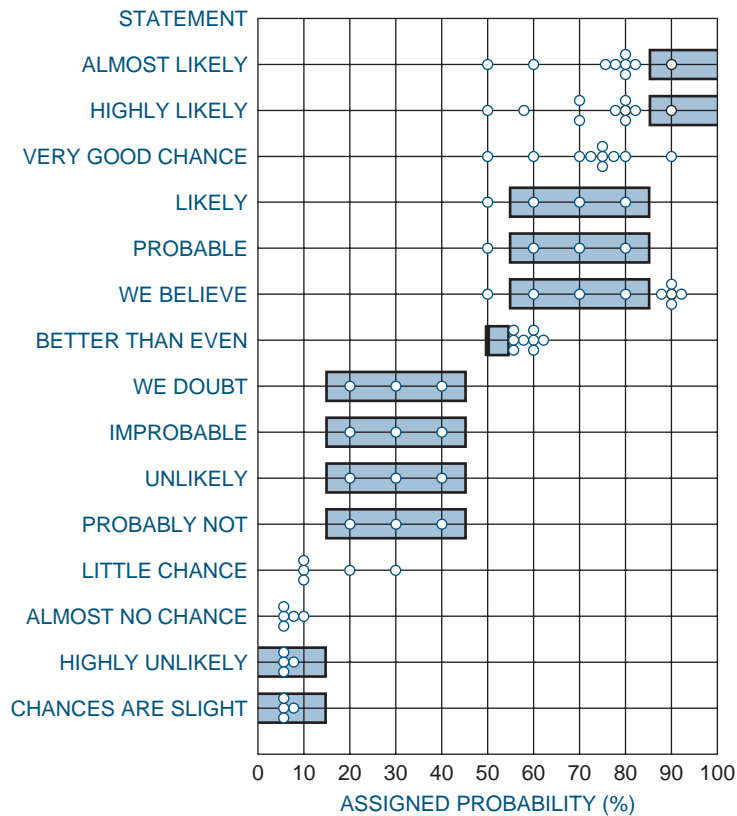 STATEMENT
ALMOST LIKELY
HIGHLY LIKELY
VERY GOOD CHANCE
LIKELY
PROBABLE
WE BELIEVE
BETTER THAN EVEN
WE DOUBT
IMPROBABLE
UNLIKELY
PROBABLY NOT
LITTLE CHANCE
ALMOST NO CHANCE
HIGHLY UNLIKELY
CHANCES ARE SLIGHT
0 10 20 30 40 50 60 70 80 90 100
ASSIGNED PROBABILITY (%)